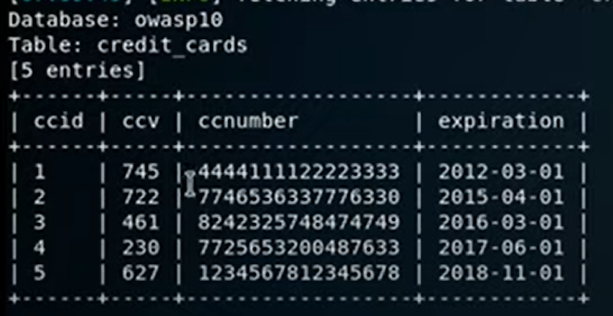 [INFO] fetching entries for table
Database: owasp10
Table: credit_cards
[5 entries]
+------+-----+------------------+------------+
| ccid | ccv | ccnumber | expiration |
+------+-----+------------------+------------+
| 1 | 745 | 4444111122223333 | 2012-03-01 |
| 2 | 722 | 7746536337776330 | 2015-04-01 |
| 3 | 461 | 8242325748474749 | 2016-03-01 |
| 4 | 230 | 7725653200487633 | 2017-06-01 |
| 5 | 627 | 1234567812345678 | 2018-11-01 |
+------+-----+------------------+------------+